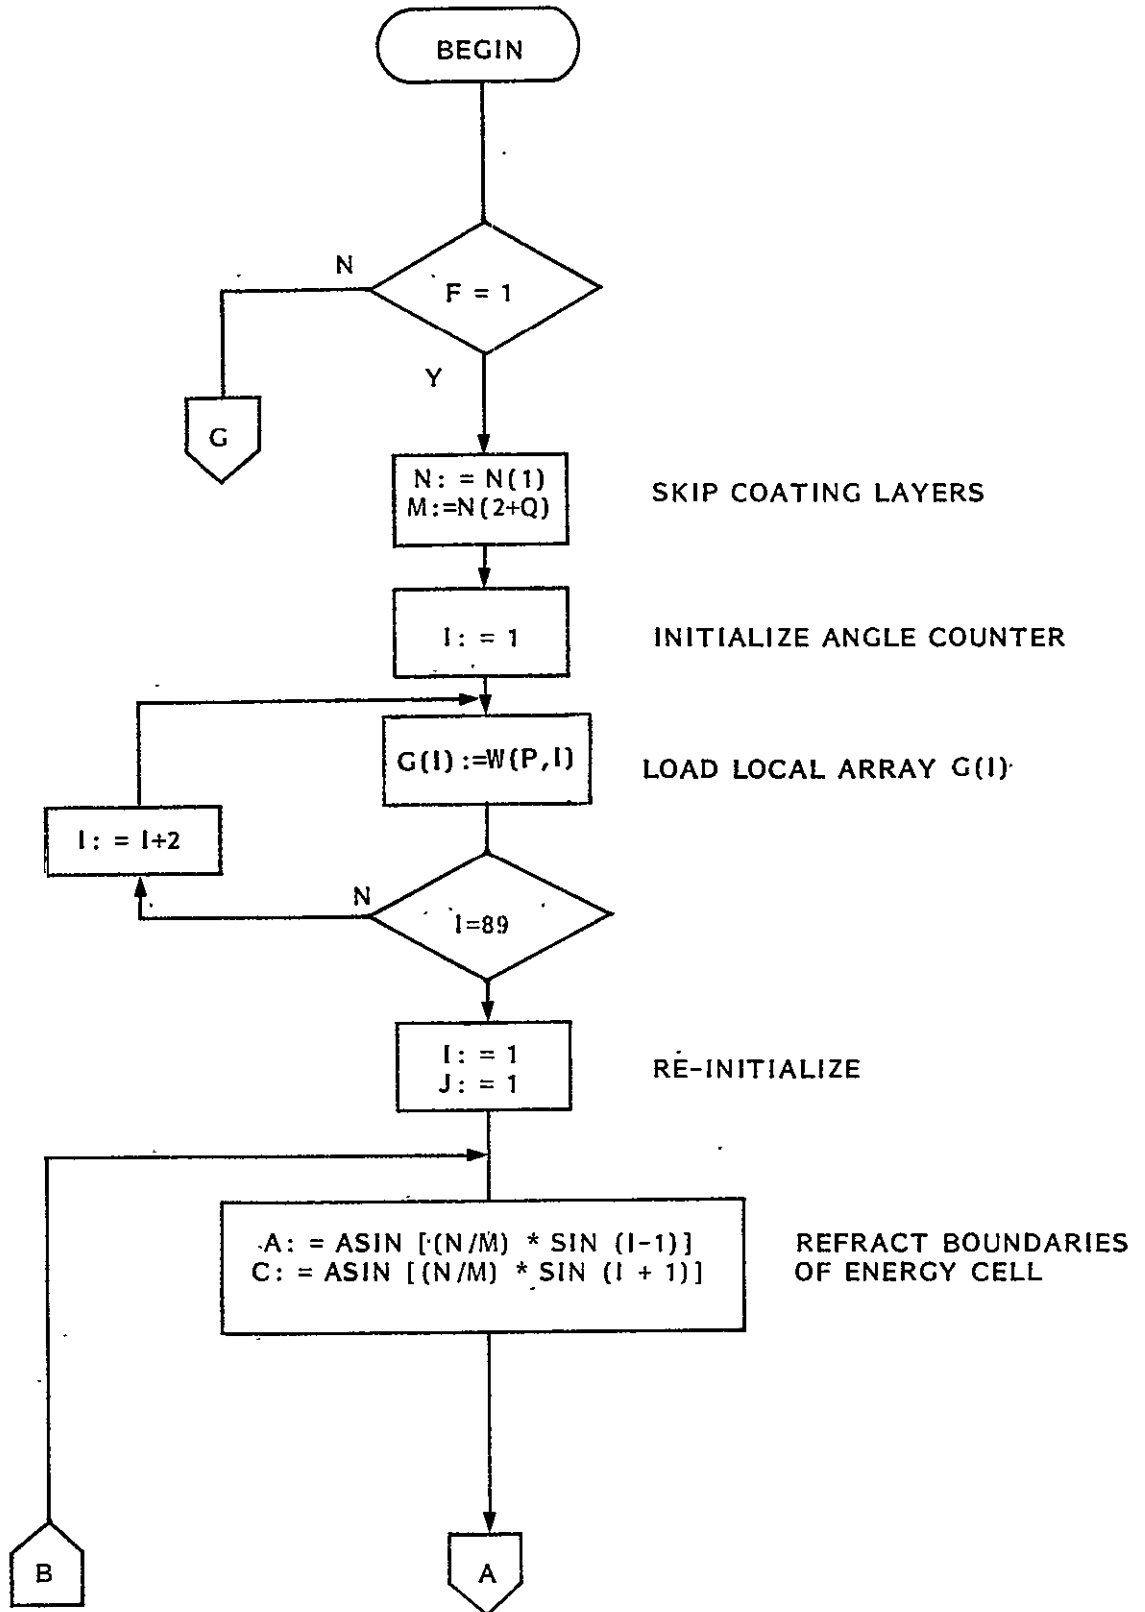 BEGIN
N
F = 1
Y
G
N: = N(1)
M:=N(2+Q)
SKIP COATING LAYERS
I: = 1
INITIALIZE ANGLE COUNTER
G(I):=W(P,I)
LOAD LOCAL ARRAY G(I)
I: = I+2
N
I=89
I: = 1
J: = 1
RE-INITIALIZE
A: = ASIN [(N/M) * SIN (I-1)]
C: = ASIN [(N/M) * SIN (I + 1)]
REFRACT BOUNDARIES
OF ENERGY CELL
B
A